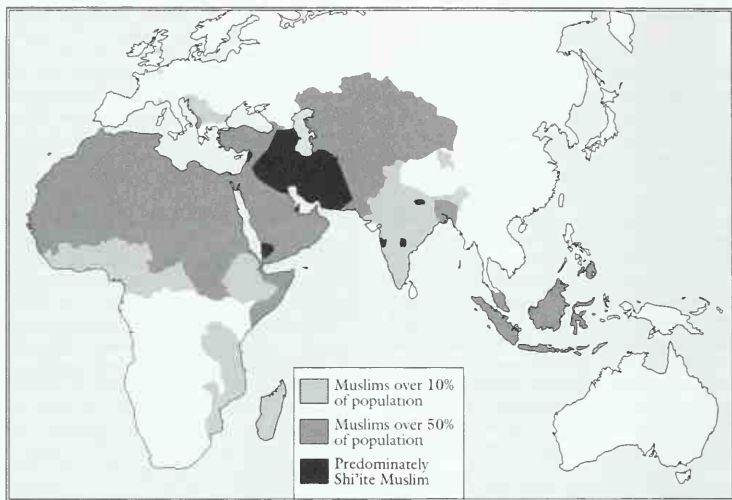 Muslims over 10%
of population
Muslims over 50%
of population
Predominately
Shi'ite Muslim